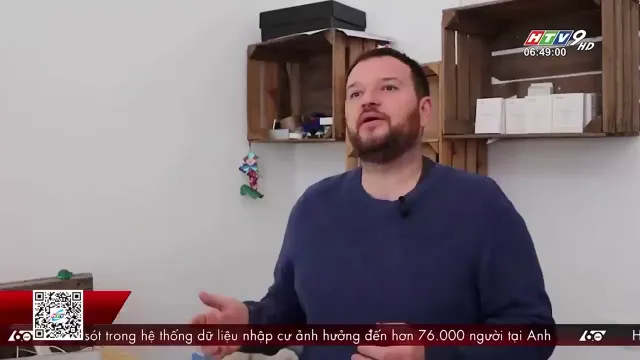 HTV9 HD
06:49:00
sót trong hệ thống dữ liệu nhập cư ảnh hưởng đến hơn 76.000 người tại Anh